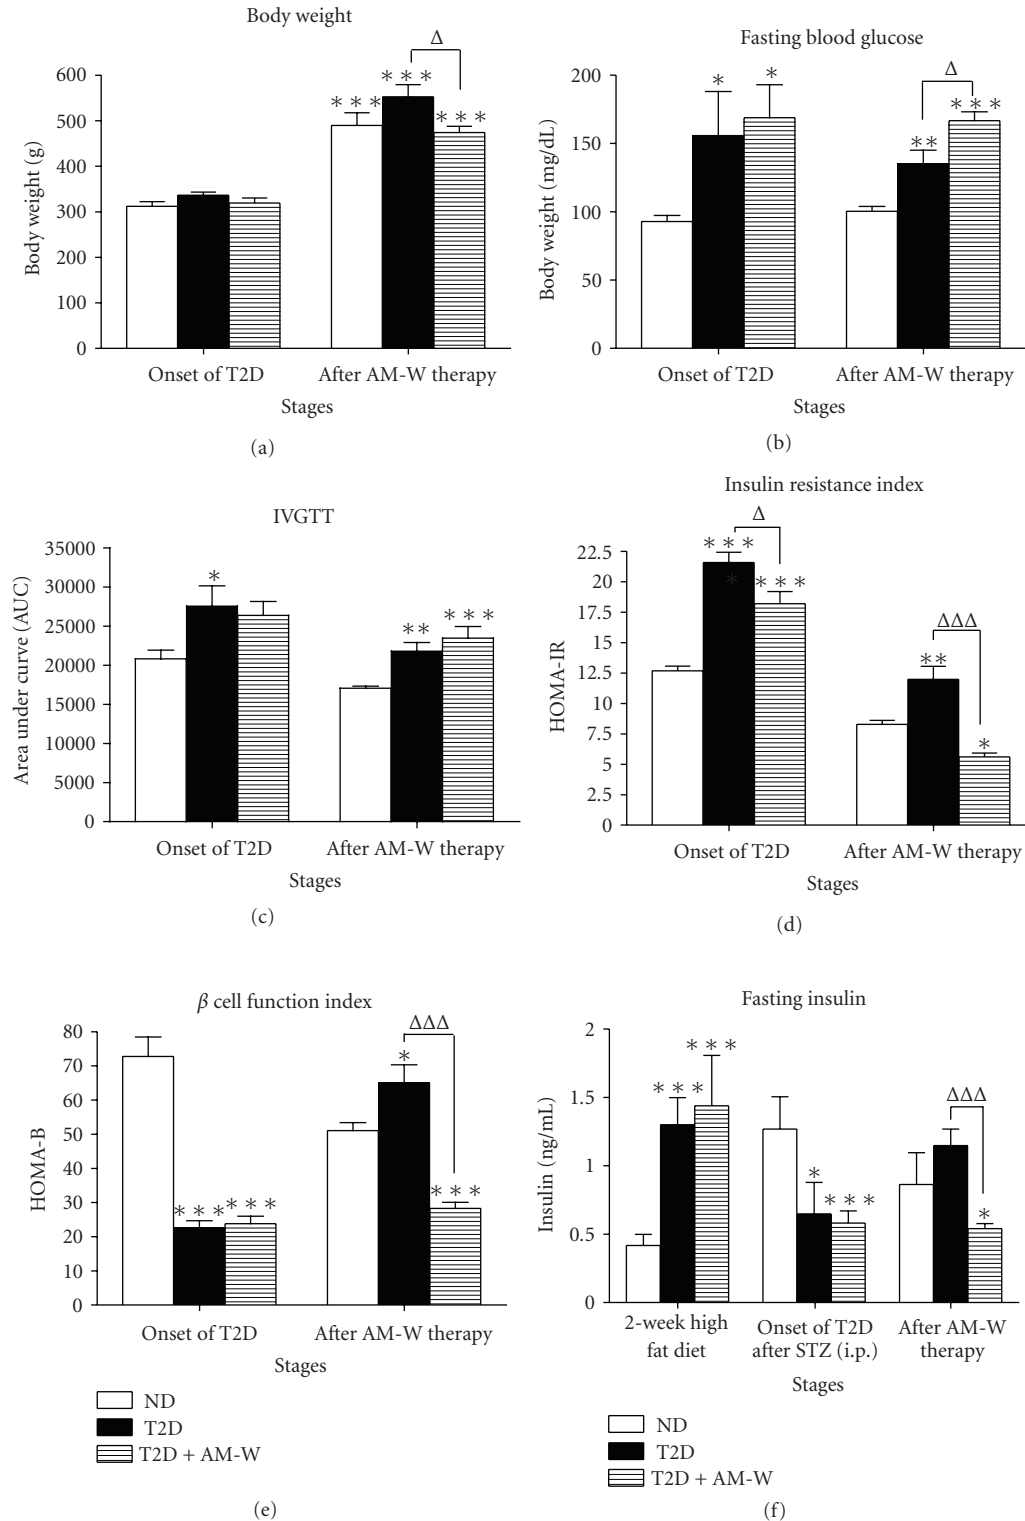 Body weight
Δ
∗∗∗
∗∗∗
∗∗∗
600
500
400
300
200
100
0
Body weight (g)
Onset of T2D
After AM-W therapy
Stages
(a)
Fasting blood glucose
∗
∗
Δ
∗∗∗
∗∗
200
150
100
50
0
Body weight (mg/dL)
Onset of T2D
After AM-W therapy
Stages
(b)
IVGTT
∗
∗∗
∗∗∗
35000
30000
25000
20000
15000
10000
5000
0
Area under curve (AUC)
Onset of T2D
After AM-W therapy
Stages
(c)
Insulin resistance index
Δ
∗∗∗
∗
∗∗∗
ΔΔΔ
∗∗
∗
22.5
20
17.5
15
12.5
10
7.5
5
2.5
0
HOMA-IR
Onset of T2D
After AM-W therapy
Stages
(d)
β cell function index
ΔΔΔ
∗
∗∗∗
∗∗∗
∗∗∗
80
70
60
50
40
30
20
10
0
HOMA-B
Onset of T2D
After AM-W therapy
Stages
ND
T2D
T2D + AM-W
(e)
Fasting insulin
∗∗∗
∗∗∗
∗
∗∗∗
ΔΔΔ
∗
2
1.5
1
0.5
0
Insulin (ng/mL)
2-week high
fat diet
Onset of T2D
after STZ (i.p.)
After AM-W
therapy
Stages
ND
T2D
T2D + AM-W
(f)